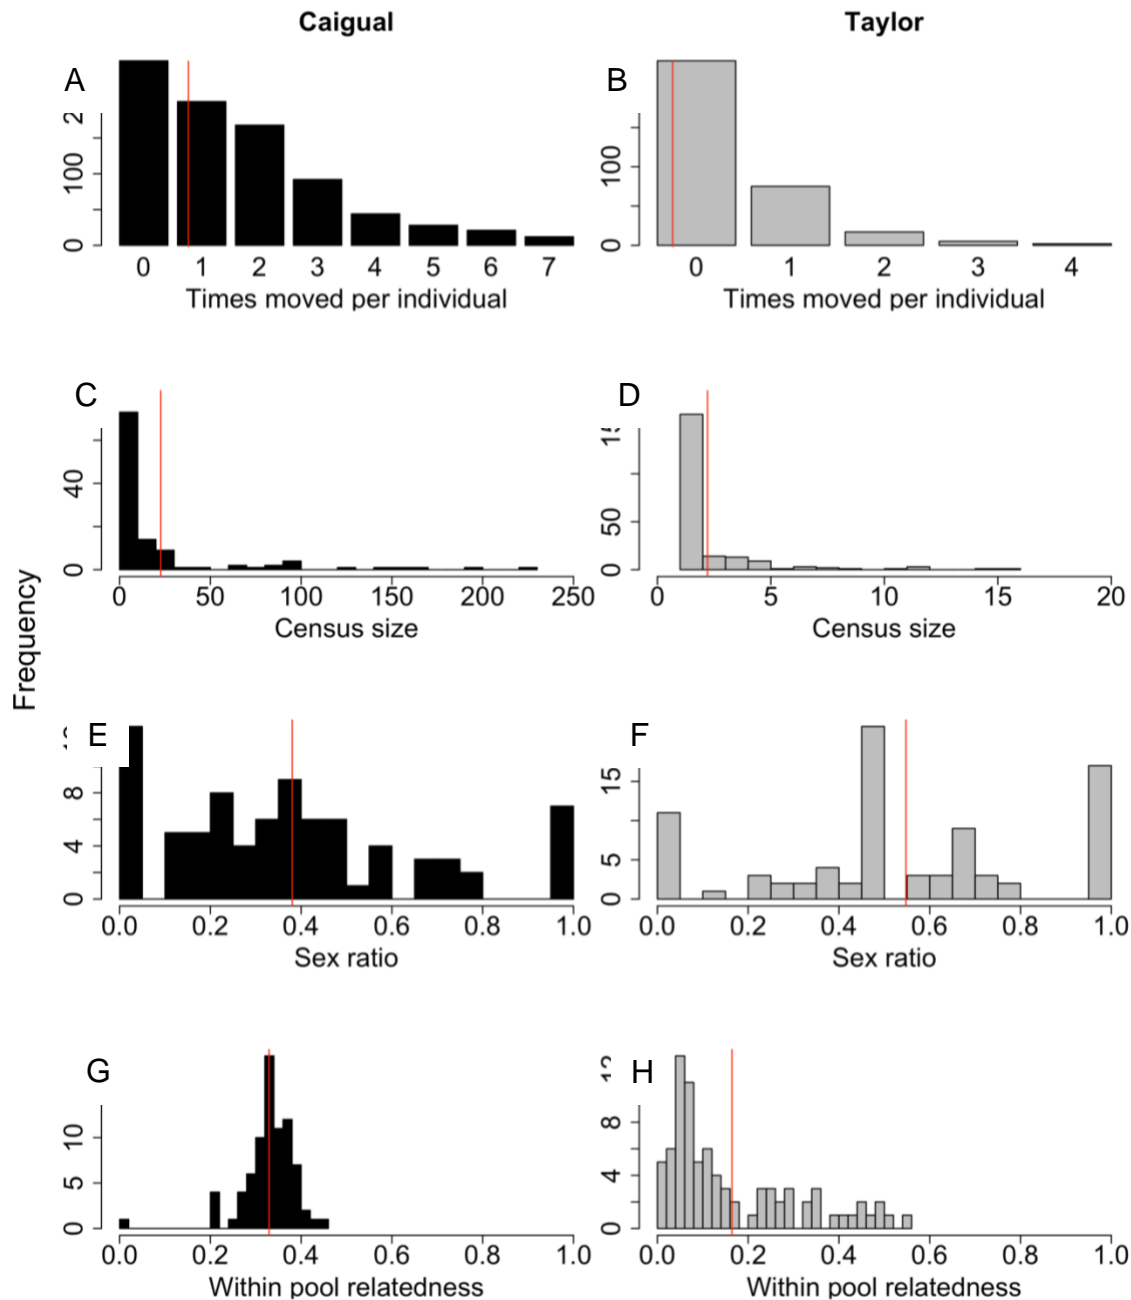 Caigual Taylor
A B
2
100 100
0 0
0 1 2 3 4 5 6 7 0 1 2 3 4
Times moved per individual Times moved per individual
C D
40 50
0 0
0 50 100 150 200 250 0 5 10 15 20
Census size Census size
Frequency
E F
8 15
4 5
0 0
0.0 0.2 0.4 0.6 0.8 1.0 0.0 0.2 0.4 0.6 0.8 1.0
Sex ratio Sex ratio
G H
10 8
5 4
0 0
0.0 0.2 0.4 0.6 0.8 1.0 0.0 0.2 0.4 0.6 0.8 1.0
Within pool relatedness Within pool relatedness